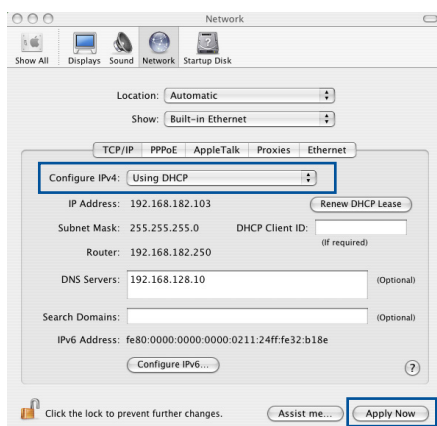 Network
Show All Displays Sound Network Startup Disk
Location: Automatic
Show: Built-in Ethernet
TCP/IP PPPoE AppleTalk Proxies Ethernet
Configure IPv4: Using DHCP
IP Address: 192.168.182.103 Renew DHCP Lease
Subnet Mask: 255.255.255.0 DHCP Client ID:
(If required)
Router: 192.168.182.250
DNS Servers: 192.168.128.10 (Optional)
Search Domains: (Optional)
IPv6 Address: fe80:0000:0000:0000:0211:24ff:fe32:b18e
Configure IPv6... ?
Click the lock to prevent further changes. Assist me... Apply Now